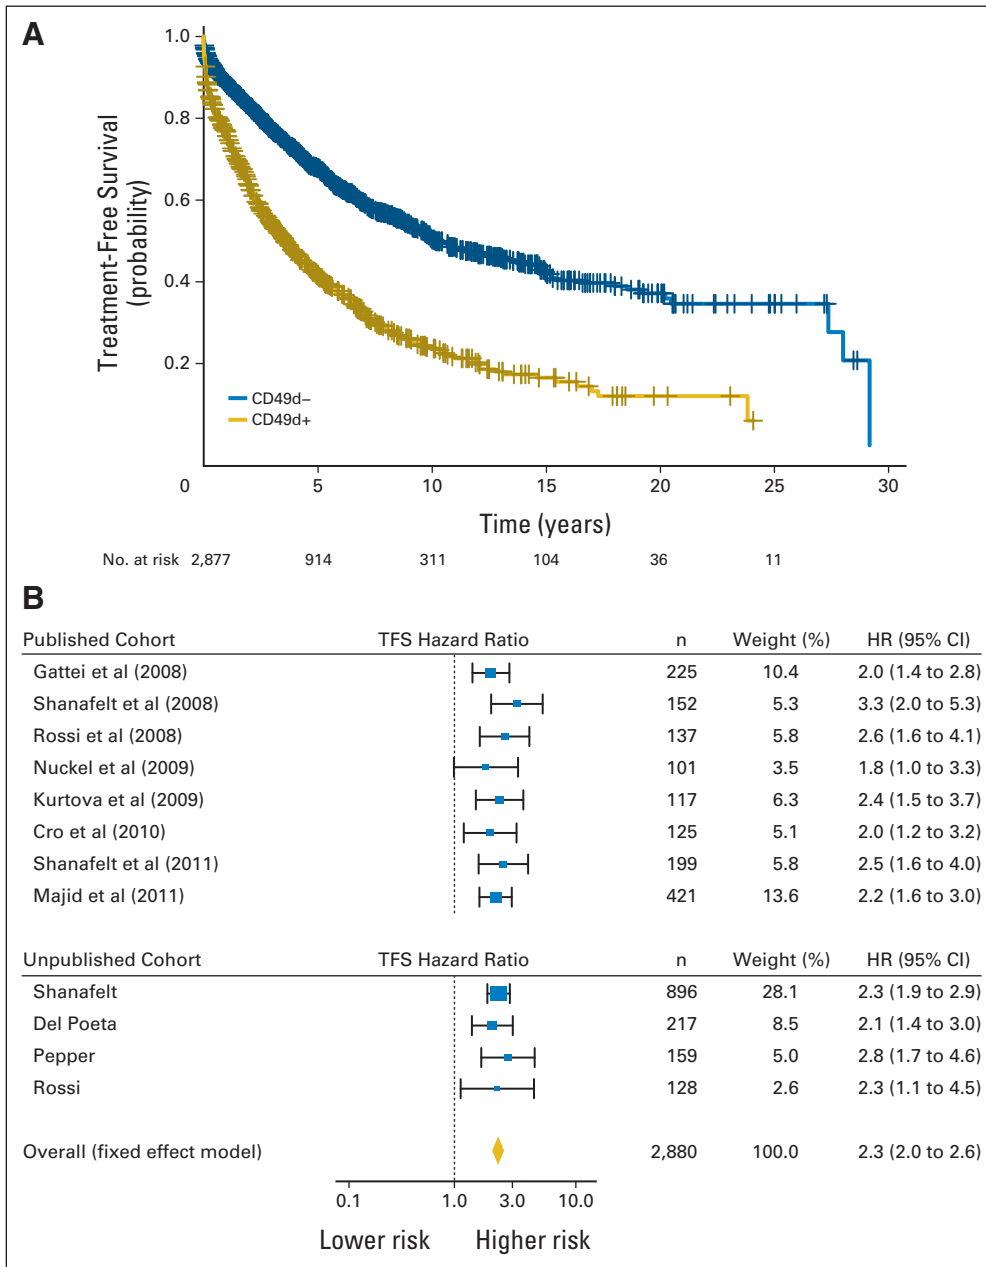 A
1.0
0.8
0.6
0.4
0.2
Treatment-Free Survival
(probability)
CD49d–
CD49d+
0 5 10 15 20 25 30
Time (years)
No. at risk 2,877 914 311 104 36 11
B
Published Cohort TFS Hazard Ratio n Weight (%) HR (95% CI)
Gattei et al (2008) 225 10.4 2.0 (1.4 to 2.8)
Shanafelt et al (2008) 152 5.3 3.3 (2.0 to 5.3)
Rossi et al (2008) 137 5.8 2.6 (1.6 to 4.1)
Nuckel et al (2009) 101 3.5 1.8 (1.0 to 3.3)
Kurtova et al (2009) 117 6.3 2.4 (1.5 to 3.7)
Cro et al (2010) 125 5.1 2.0 (1.2 to 3.2)
Shanafelt et al (2011) 199 5.8 2.5 (1.6 to 4.0)
Majid et al (2011) 421 13.6 2.2 (1.6 to 3.0)
Unpublished Cohort TFS Hazard Ratio n Weight (%) HR (95% CI)
Shanafelt 896 28.1 2.3 (1.9 to 2.9)
Del Poeta 217 8.5 2.1 (1.4 to 3.0)
Pepper 159 5.0 2.8 (1.7 to 4.6)
Rossi 128 2.6 2.3 (1.1 to 4.5)
Overall (fixed effect model) 2,880 100.0 2.3 (2.0 to 2.6)
0.1 1.0 3.0 10.0
Lower risk Higher risk